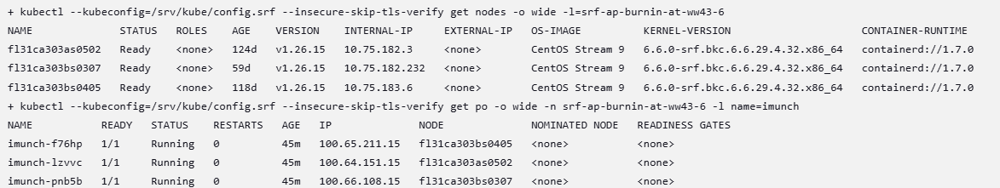 + kubectl --kubeconfig=/srv/kube/config.srf --insecure-skip-tls-verify get nodes -o wide -l=srf-ap-burnin-at-ww43-6
NAME STATUS ROLES AGE VERSION INTERNAL-IP EXTERNAL-IP OS-IMAGE KERNEL-VERSION CONTAINER-RUNTIME
fl31ca303as0502 Ready <none> 124d v1.26.15 10.75.182.3 <none> CentOS Stream 9 6.6.0-srf.bkc.6.6.29.4.32.x86_64 containerd://1.7.0
fl31ca303bs0307 Ready <none> 59d v1.26.15 10.75.182.232 <none> CentOS Stream 9 6.6.0-srf.bkc.6.6.29.4.32.x86_64 containerd://1.7.0
fl31ca303bs0405 Ready <none> 118d v1.26.15 10.75.183.6 <none> CentOS Stream 9 6.6.0-srf.bkc.6.6.29.4.32.x86_64 containerd://1.7.0
+ kubectl --kubeconfig=/srv/kube/config.srf --insecure-skip-tls-verify get po -o wide -n srf-ap-burnin-at-ww43-6 -l name=imunch
NAME READY STATUS RESTARTS AGE IP NODE NOMINATED NODE READINESS GATES
imunch-f76hp 1/1 Running 0 45m 100.65.211.15 fl31ca303bs0405 <none> <none>
imunch-lzvvc 1/1 Running 0 45m 100.64.151.15 fl31ca303as0502 <none> <none>
imunch-pnb5b 1/1 Running 0 45m 100.66.108.15 fl31ca303bs0307 <none> <none>